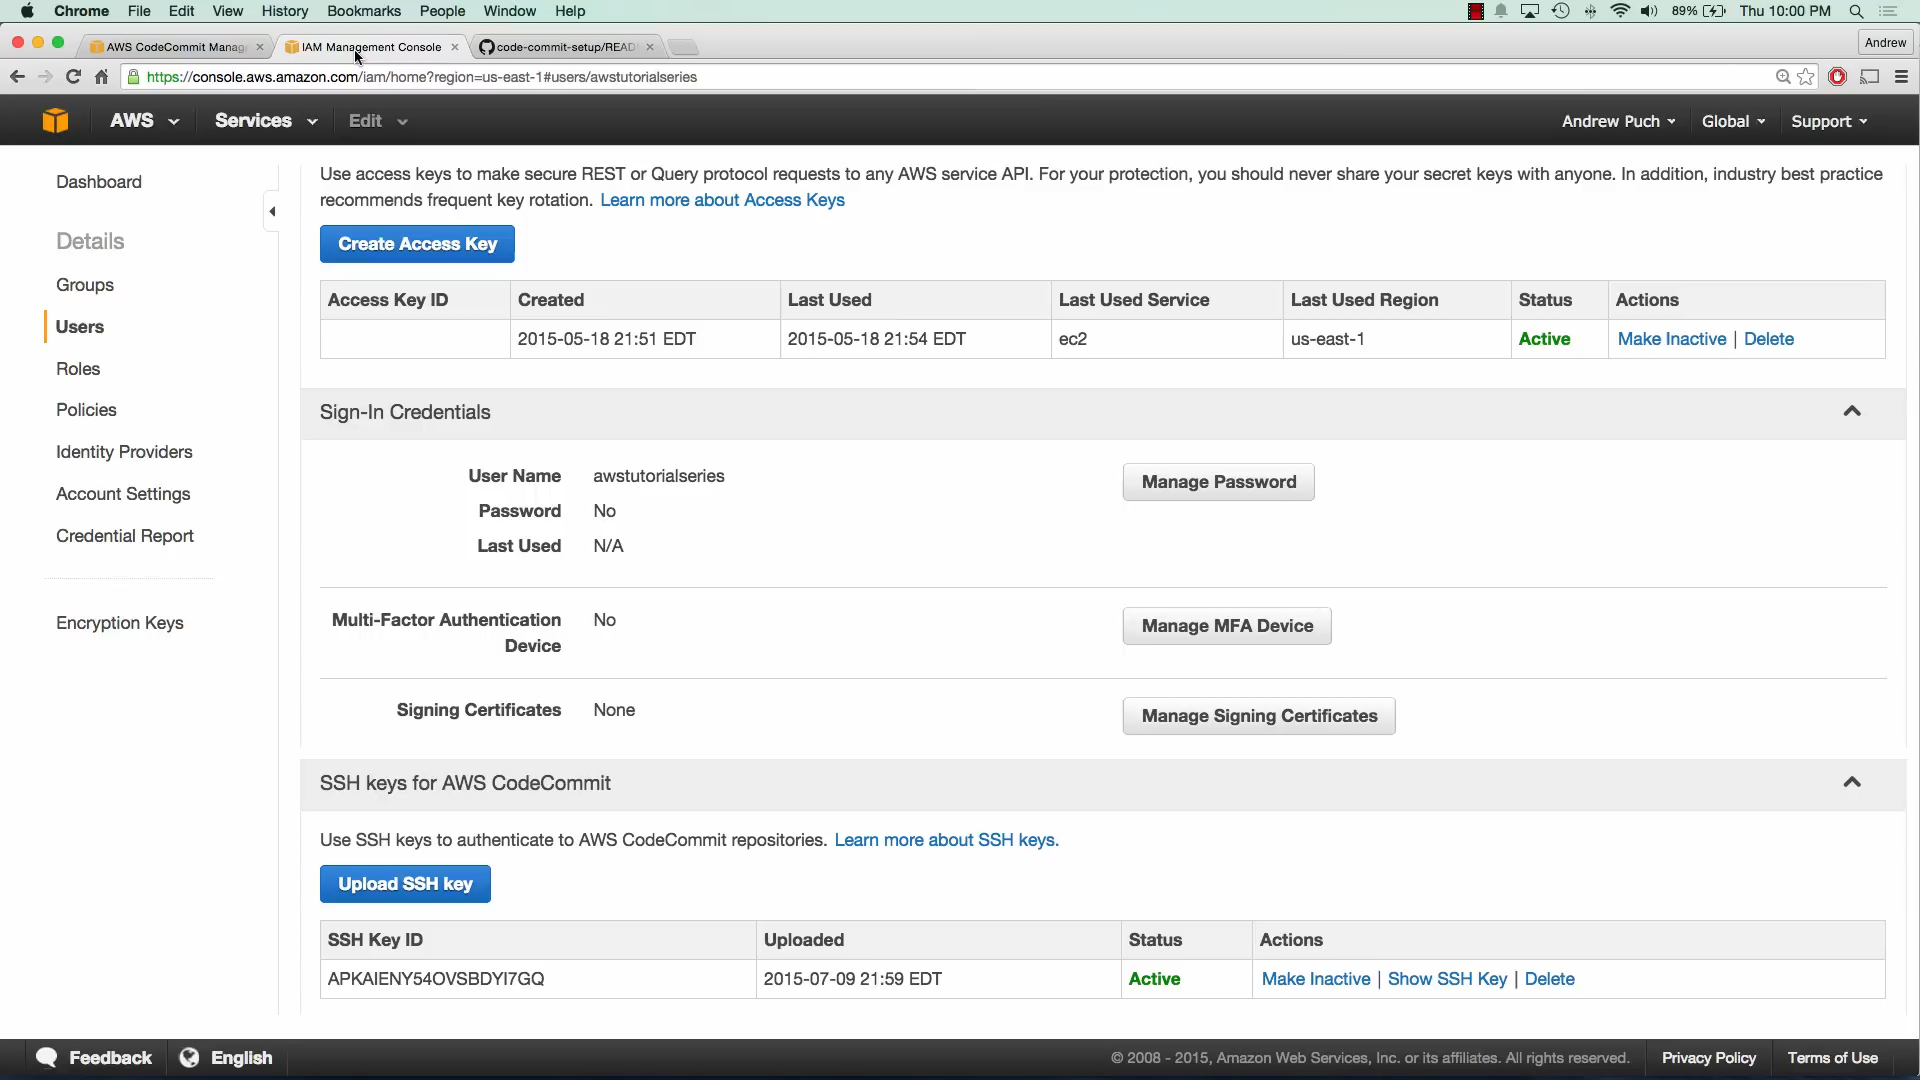 Chrome File Edit View History Bookmarks People Window Help 89% Thu 10:00 PM
AWS CodeCommit Manag IAM Management Console code-commit-setup/READ Andrew
https://console.aws.amazon.com/iam/home?region=us-east-1#users/awstutorialseries
AWS Services Edit Andrew Puch Global Support
Dashboard
Details
Groups
Users
Roles
Policies
Identity Providers
Account Settings
Credential Report
Encryption Keys
Use access keys to make secure REST or Query protocol requests to any AWS service API. For your protection, you should never share your secret keys with anyone. In addition, industry best practice
recommends frequent key rotation. Learn more about Access Keys
Create Access Key
Access Key ID Created Last Used Last Used Service Last Used Region Status Actions
2015-05-18 21:51 EDT 2015-05-18 21:54 EDT ec2 us-east-1 Active Make Inactive | Delete
Sign-In Credentials
User Name awstutorialseries Manage Password
Password No
Last Used N/A
Multi-Factor Authentication No Manage MFA Device
Device
Signing Certificates None Manage Signing Certificates
SSH keys for AWS CodeCommit
Use SSH keys to authenticate to AWS CodeCommit repositories. Learn more about SSH keys.
Upload SSH key
SSH Key ID Uploaded Status Actions
APKAIENY54OVSBDYI7GQ 2015-07-09 21:59 EDT Active Make Inactive | Show SSH Key | Delete
Feedback English © 2008 - 2015, Amazon Web Services, Inc. or its affiliates. All rights reserved. Privacy Policy Terms of Use